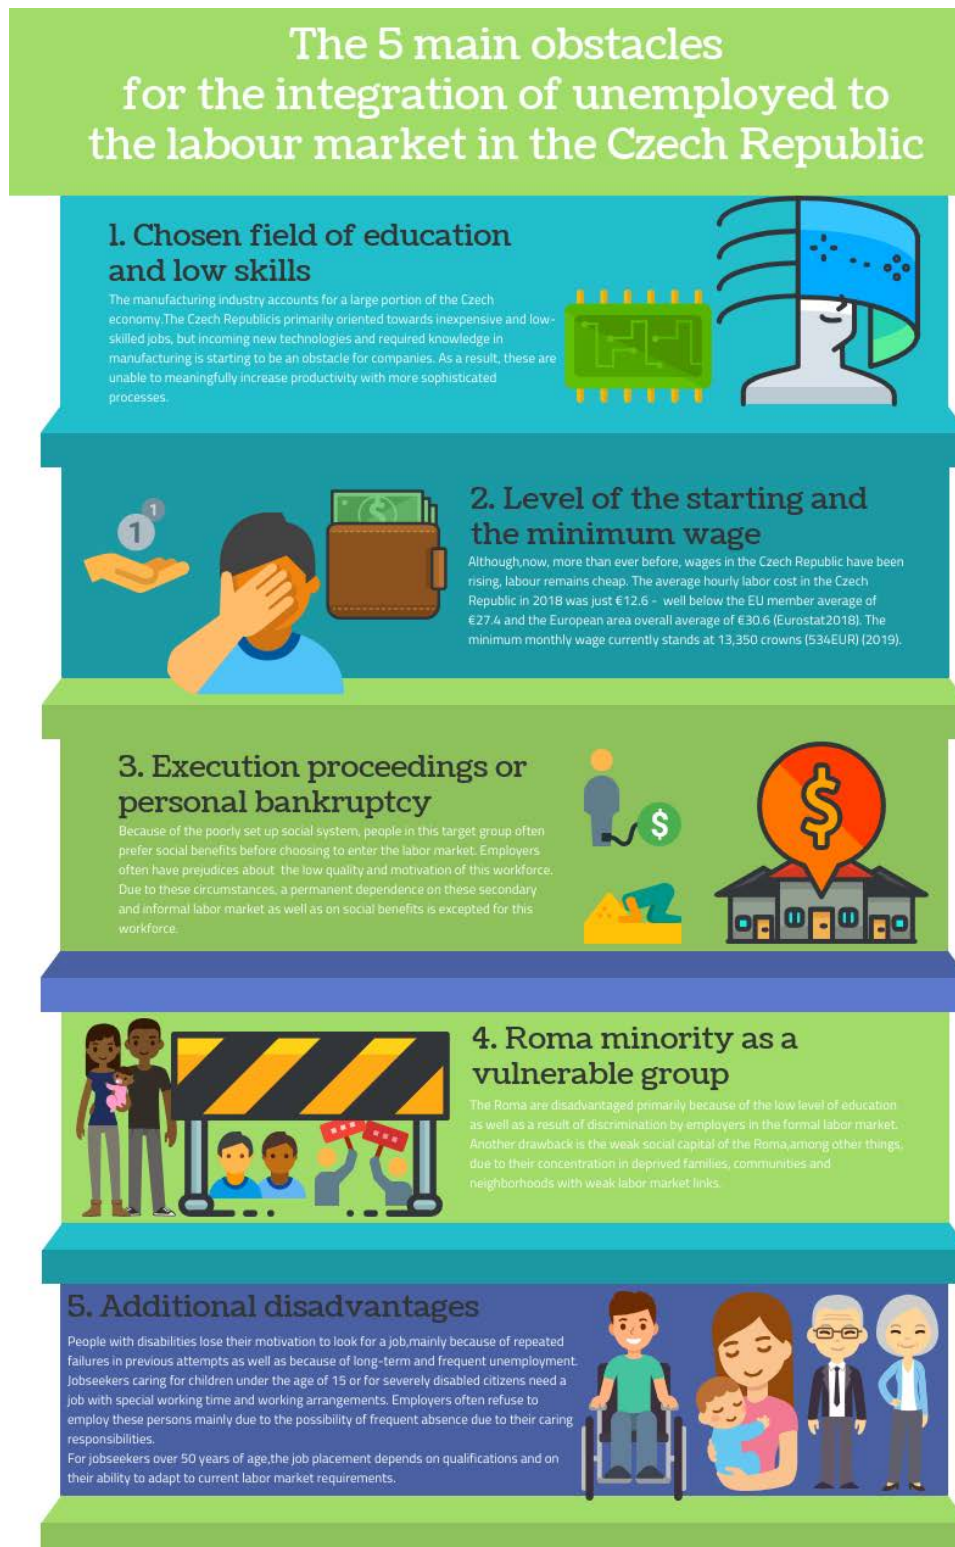 The 5 main obstacles
for the integration of unemployed to
the labour market in the Czech Republic
1. Chosen field of education
and low skills
The manufacturing industry accounts for a large portion of the Czech
economy.The Czech Republicis primarily oriented towards inexpensive and low-
skilled jobs, but incoming new technologies and required knowledge in
manufacturing is starting to be an obstacle for companies. As a result, these are
unable to meaningfully increase productivity with more sophisticated
processes.
1
1
2. Level of the starting and
the minimum wage
Although,now, more than ever before, wages in the Czech Republic have been
rising, labour remains cheap. The average hourly labor cost in the Czech
Republic in 2018 was just €12.6 - well below the EU member average of
€27.4 and the European area overall average of €30.6 (Eurostat2018). The
minimum monthly wage currently stands at 13,350 crowns (534EUR) (2019).
$
3. Execution proceedings or
personal bankruptcy
Because of the poorly set up social system, people in this target group often
prefer social benefits before choosing to enter the labor market. Employers
often have prejudices about the low quality and motivation of this workforce.
Due to these circumstances, a permanent dependence on these secondary
and informal labor market as well as on social benefits is excepted for this
workforce.
$
$
4. Roma minority as a
vulnerable group
The Roma are disadvantaged primarily because of the low level of education
as well as a result of discrimination by employers in the formal labor market.
Another drawback is the weak social capital of the Roma,among other things,
due to their concentration in deprived families, communities and
neighborhoods with weak labor market links.
5. Additional disadvantages
People with disabilities lose their motivation to look for a job,mainly because of repeated
failures in previous attempts as well as because of long-term and frequent unemployment.
Jobseekers caring for children under the age of 15 or for severely disabled citizens need a
job with special working time and working arrangements. Employers often refuse to
employ these persons mainly due to the possibility of frequent absence due to their caring
responsibilities.
For jobseekers over 50 years of age,the job placement depends on qualifications and on
their ability to adapt to current labor market requirements.